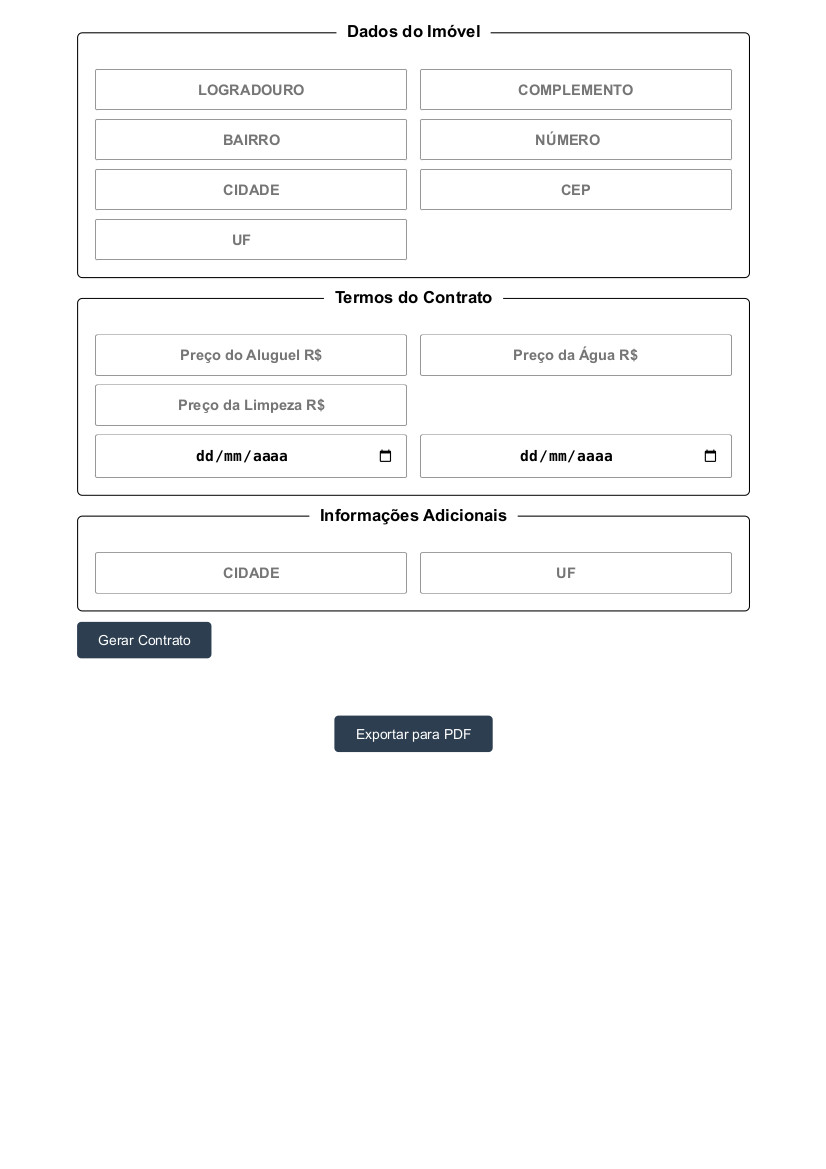 Dados do Imóvel
LOGRADOURO COMPLEMENTO
BAIRRO NÚMERO
CIDADE CEP
UF
Termos do Contrato
Preço do Aluguel R$ Preço da Água R$
Preço da Limpeza R$
dd/mm/aaaa dd/mm/aaaa
Informações Adicionais
CIDADE UF
Gerar Contrato
Exportar para PDF